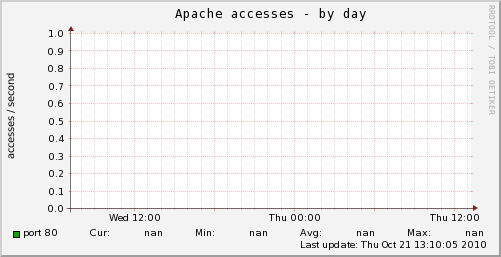 Apache accesses - by day
RRDTOOL / TOBI OETIKER
accesses / second
1.0
0.9
0.8
0.7
0.6
0.5
0.4
0.3
0.2
0.1
0.0
Wed 12:00 Thu 00:00 Thu 12:00
port 80 Cur: nan Min: nan Avg: nan Max: nan
Last update: Thu Oct 21 13:10:05 2010